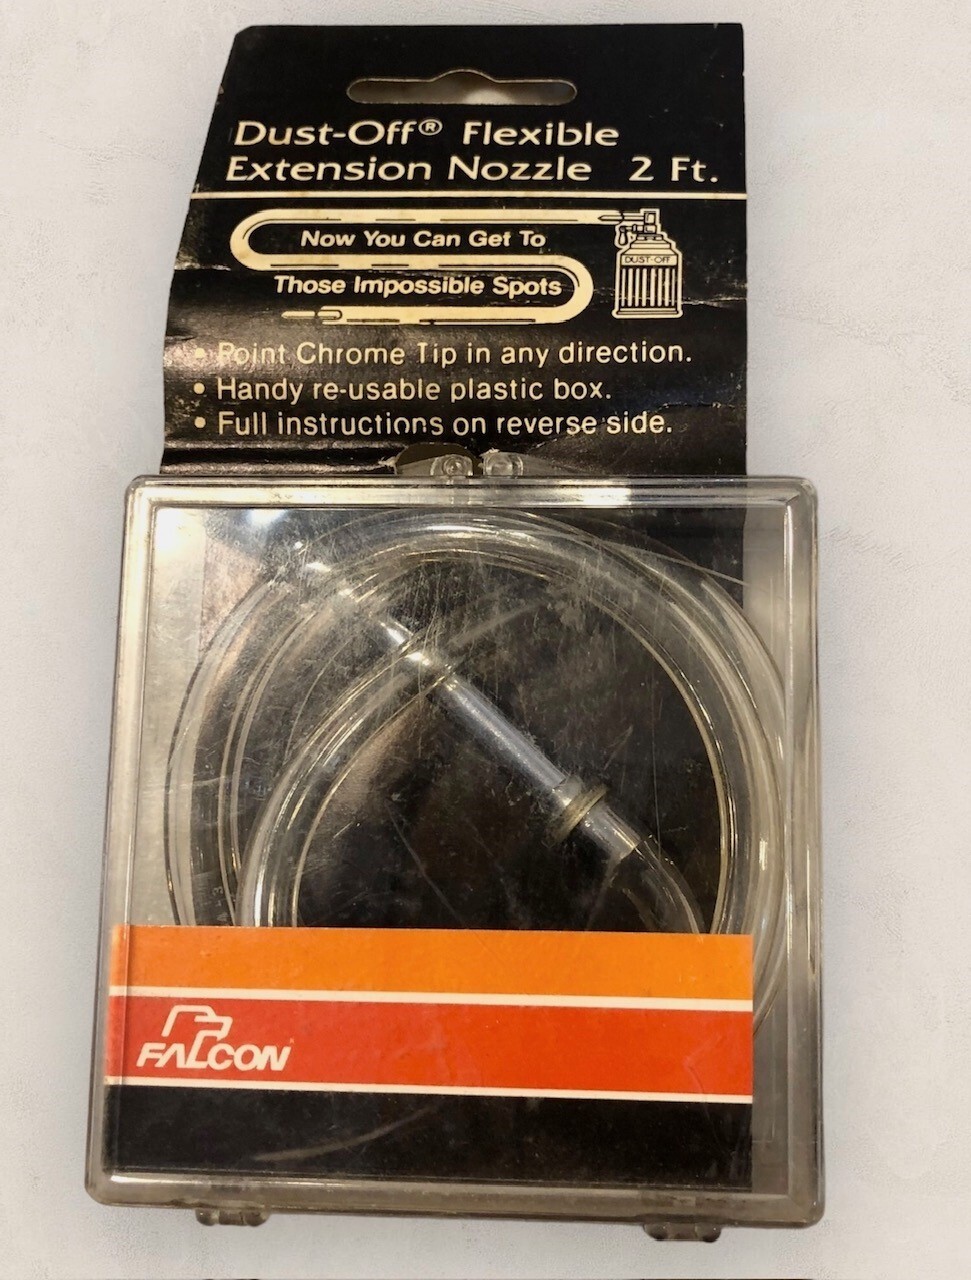 Dust-Off® Flexible
Extension Nozzle 2 Ft.
Now You Can Get To
DUST-OFF
Those Impossible Spots
• Point Chrome Tip in any direction.
• Handy re-usable plastic box.
• Full instructions on reverse side.
FALCON